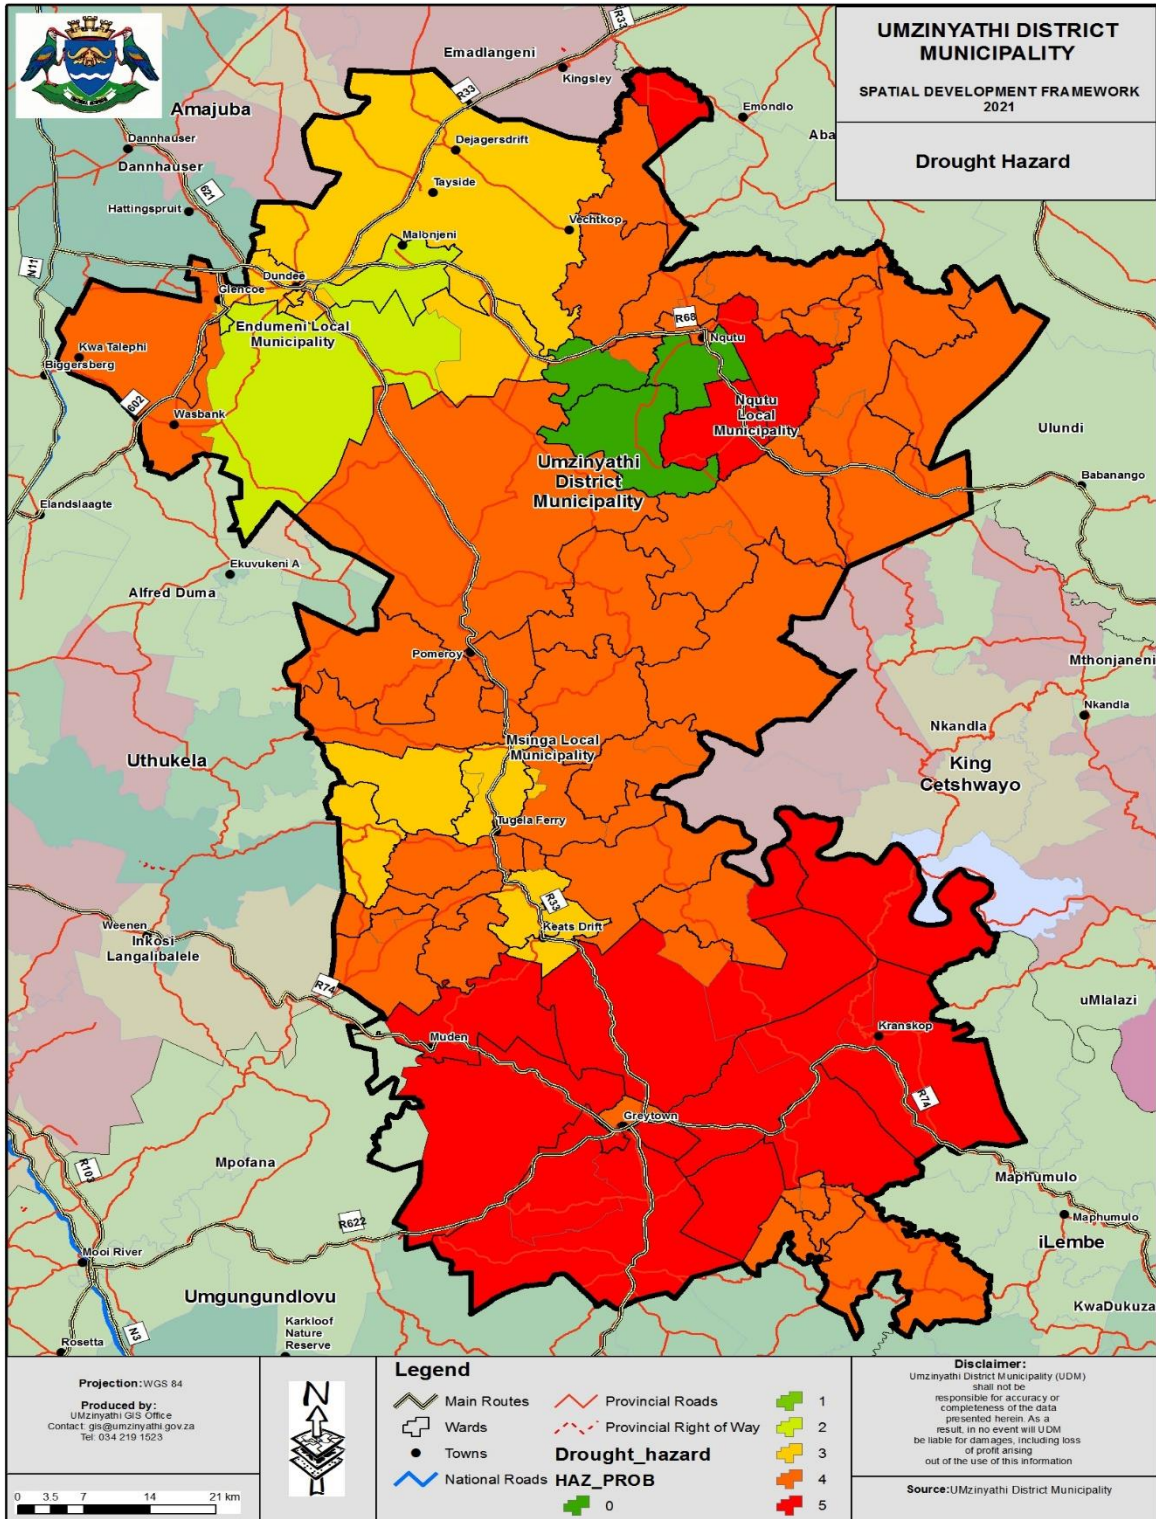 UMZINYATHI DISTRICT
MUNICIPALITY
SPATIAL DEVELOPMENT FRAMEWORK
2021
Drought Hazard
R33
Emadlangeni
Kingsley
Amajuba
R33
Emondlo
Aba
Dannhauser
Dannhauser
Dejagersdrift
621
Tayside
Hattingspruit
Vechtkop
Malonjeni
N11
Dundee
Glencoe
R68
Endumeni Local
Municipality
Nqutu
Kwa Talephi
Biggersberg
602
Wasbank
Nqutu
Local
Municipality
Ulundi
Umzinyathi
District
Municipality
Babanango
Elandslaagte
Ekuvukeni A
Alfred Duma
Pomeroy
Mthonjaneni
Nkandla
Nkandla
Msinga Local
Municipality
Uthukela
King
Cetshwayo
Tugela Ferry
R33
Weenen
Inkosi
Langalibalele
Keats Drift
R74
uMlalazi
Muden
Kranskop
R74
Greytown
R103
Mpofana
Maphumulo
Maphumulo
R622
Mooi River
iLembe
Umgungundlovu
KwaDukuza
Karkloof
Nature
Reserve
N3
Rosetta
Projection:WGS 84
Produced by:
UMzinyathi GIS Office
Contact: gis@umzinyathi.gov.za
Tel: 034 219 1523
0 3.5 7 14 21 km
N
Legend
Main Routes
Wards
Towns
National Roads
Provincial Roads
Provincial Right of Way
Drought_hazard
HAZ_PROB
0
1
2
3
4
5
Disclaimer:
Umzinyathi District Municipality (UDM)
shall not be
responsible for accuracy or
completeness of the data
presented herein. As a
result, in no event will UDM
be liable for damages, including loss
of profit arising
out of the use of this information
Source:UMzinyathi District Municipality